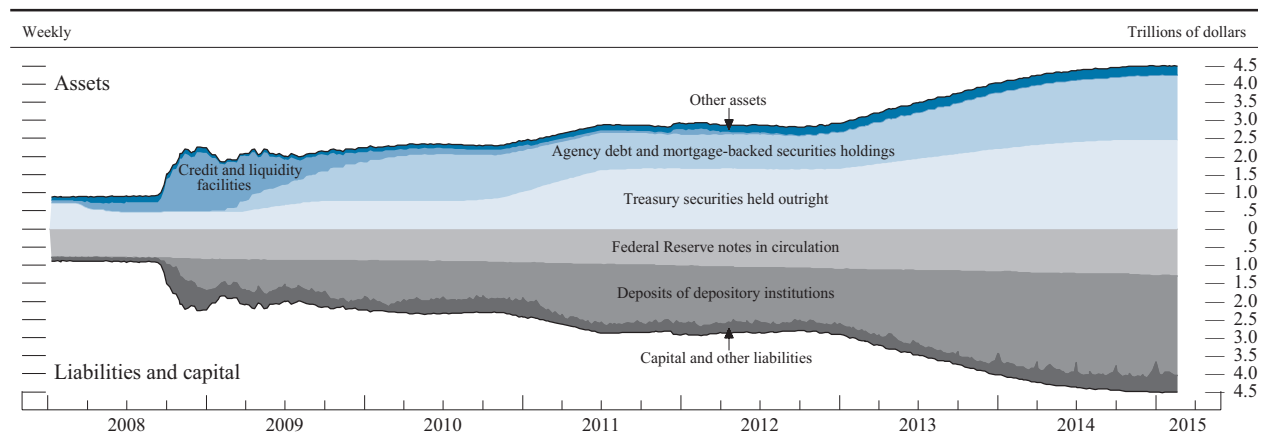 Weekly
Trillions of dollars
Assets
Other assets
Credit and liquidity
facilities
Agency debt and mortgage-backed securities holdings
Treasury securities held outright
Federal Reserve notes in circulation
Deposits of depository institutions
Capital and other liabilities
Liabilities and capital
4.5
4.0
3.5
3.0
2.5
2.0
1.5
1.0
.5
0
.5
1.0
1.5
2.0
2.5
3.0
3.5
4.0
4.5
2008 2009 2010 2011 2012 2013 2014 2015